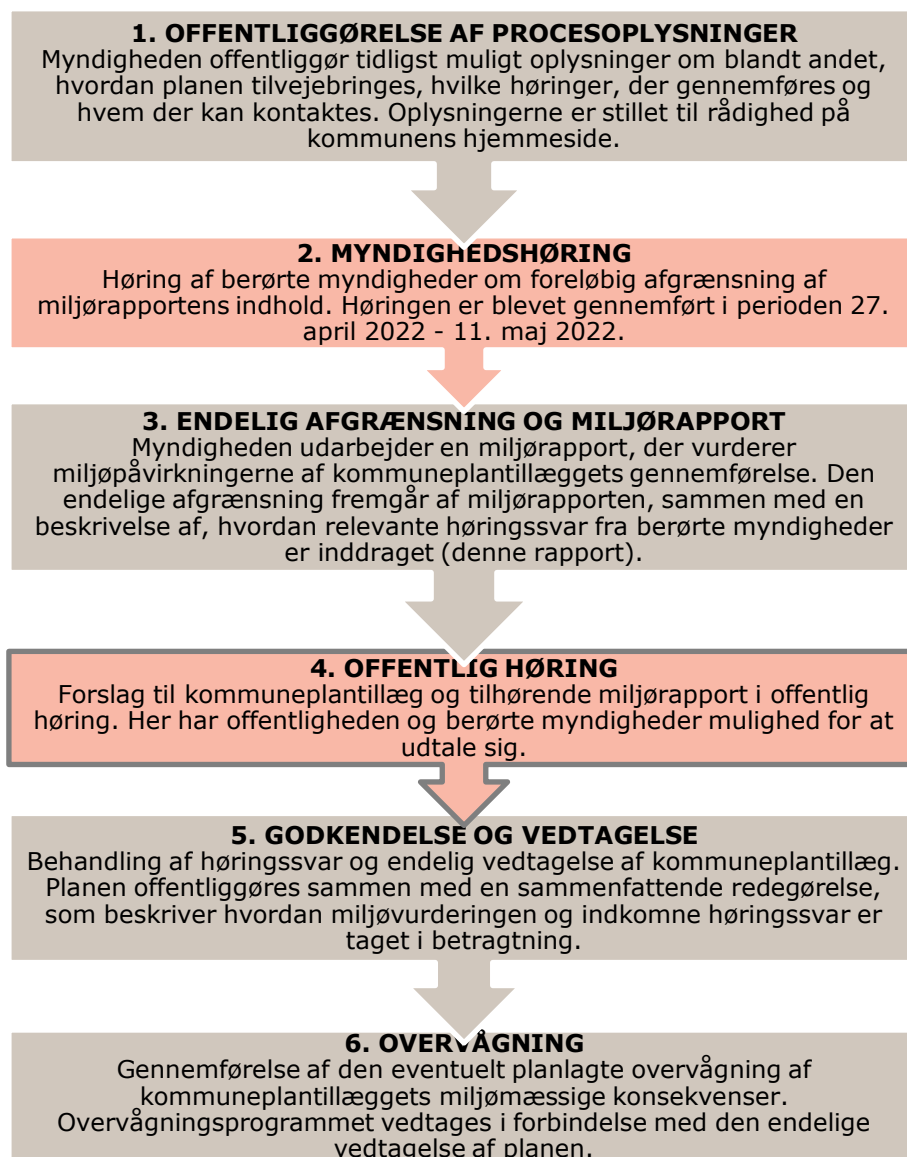 1. OFFENTLIGGØRELSE AF PROCESOPLYSNINGER
Myndigheden offentliggør tidligst muligt oplysninger om blandt andet,
hvordan planen tilvejebringes, hvilke høringer, der gennemføres og
hvem der kan kontaktes. Oplysningerne er stillet til rådighed på
kommunens hjemmeside.
2. MYNDIGHEDSHØRING
Høring af berørte myndigheder om foreløbig afgrænsning af
miljørapportens indhold. Høringen er blevet gennemført i perioden 27.
april 2022 - 11. maj 2022.
3. ENDELIG AFGRÆNSNING OG MILJØRAPPORT
Myndigheden udarbejder en miljørapport, der vurderer
miljøpåvirkningerne af kommuneplantillæggets gennemførelse. Den
endelige afgrænsning fremgår af miljørapporten, sammen med en
beskrivelse af, hvordan relevante høringssvar fra berørte myndigheder
er inddraget (denne rapport).
4. OFFENTLIG HØRING
Forslag til kommuneplantillæg og tilhørende miljørapport i offentlig
høring. Her har offentligheden og berørte myndigheder mulighed for at
udtale sig.
5. GODKENDELSE OG VEDTAGELSE
Behandling af høringssvar og endelig vedtagelse af kommuneplantillæg.
Planen offentliggøres sammen med en sammenfattende redegørelse,
som beskriver hvordan miljøvurderingen og indkomne høringssvar er
taget i betragtning.
6. OVERVÅGNING
Gennemførelse af den eventuelt planlagte overvågning af
kommuneplantillæggets miljømæssige konsekvenser.
Overvågningsprogrammet vedtages i forbindelse med den endelige
vedtagelse af planen.